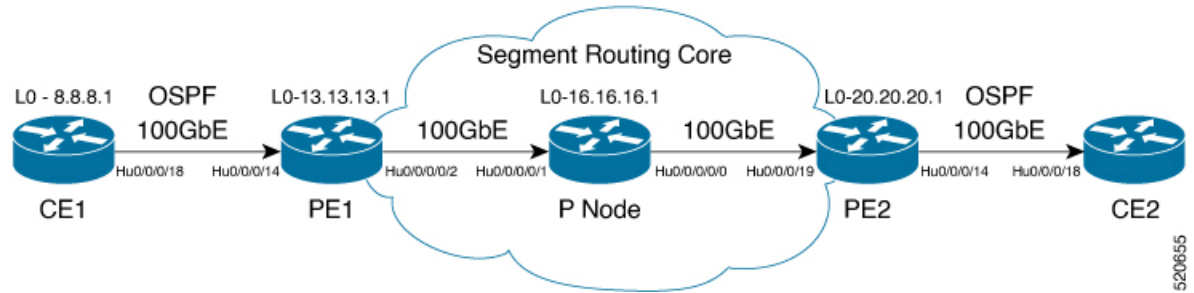 Segment Routing Core
L0 - 8.8.8.1 OSPF L0-13.13.13.1 L0-16.16.16.1 L0-20.20.20.1 OSPF
100GbE 100GbE 100GbE 100GbE
Hu0/0/0/18 Hu0/0/0/14 Hu0/0/0/0/2 Hu0/0/0/0/1 Hu0/0/0/0/0 Hu0/0/0/19 Hu0/0/0/14 Hu0/0/0/18
CE1 PE1 P Node PE2 CE2
520655